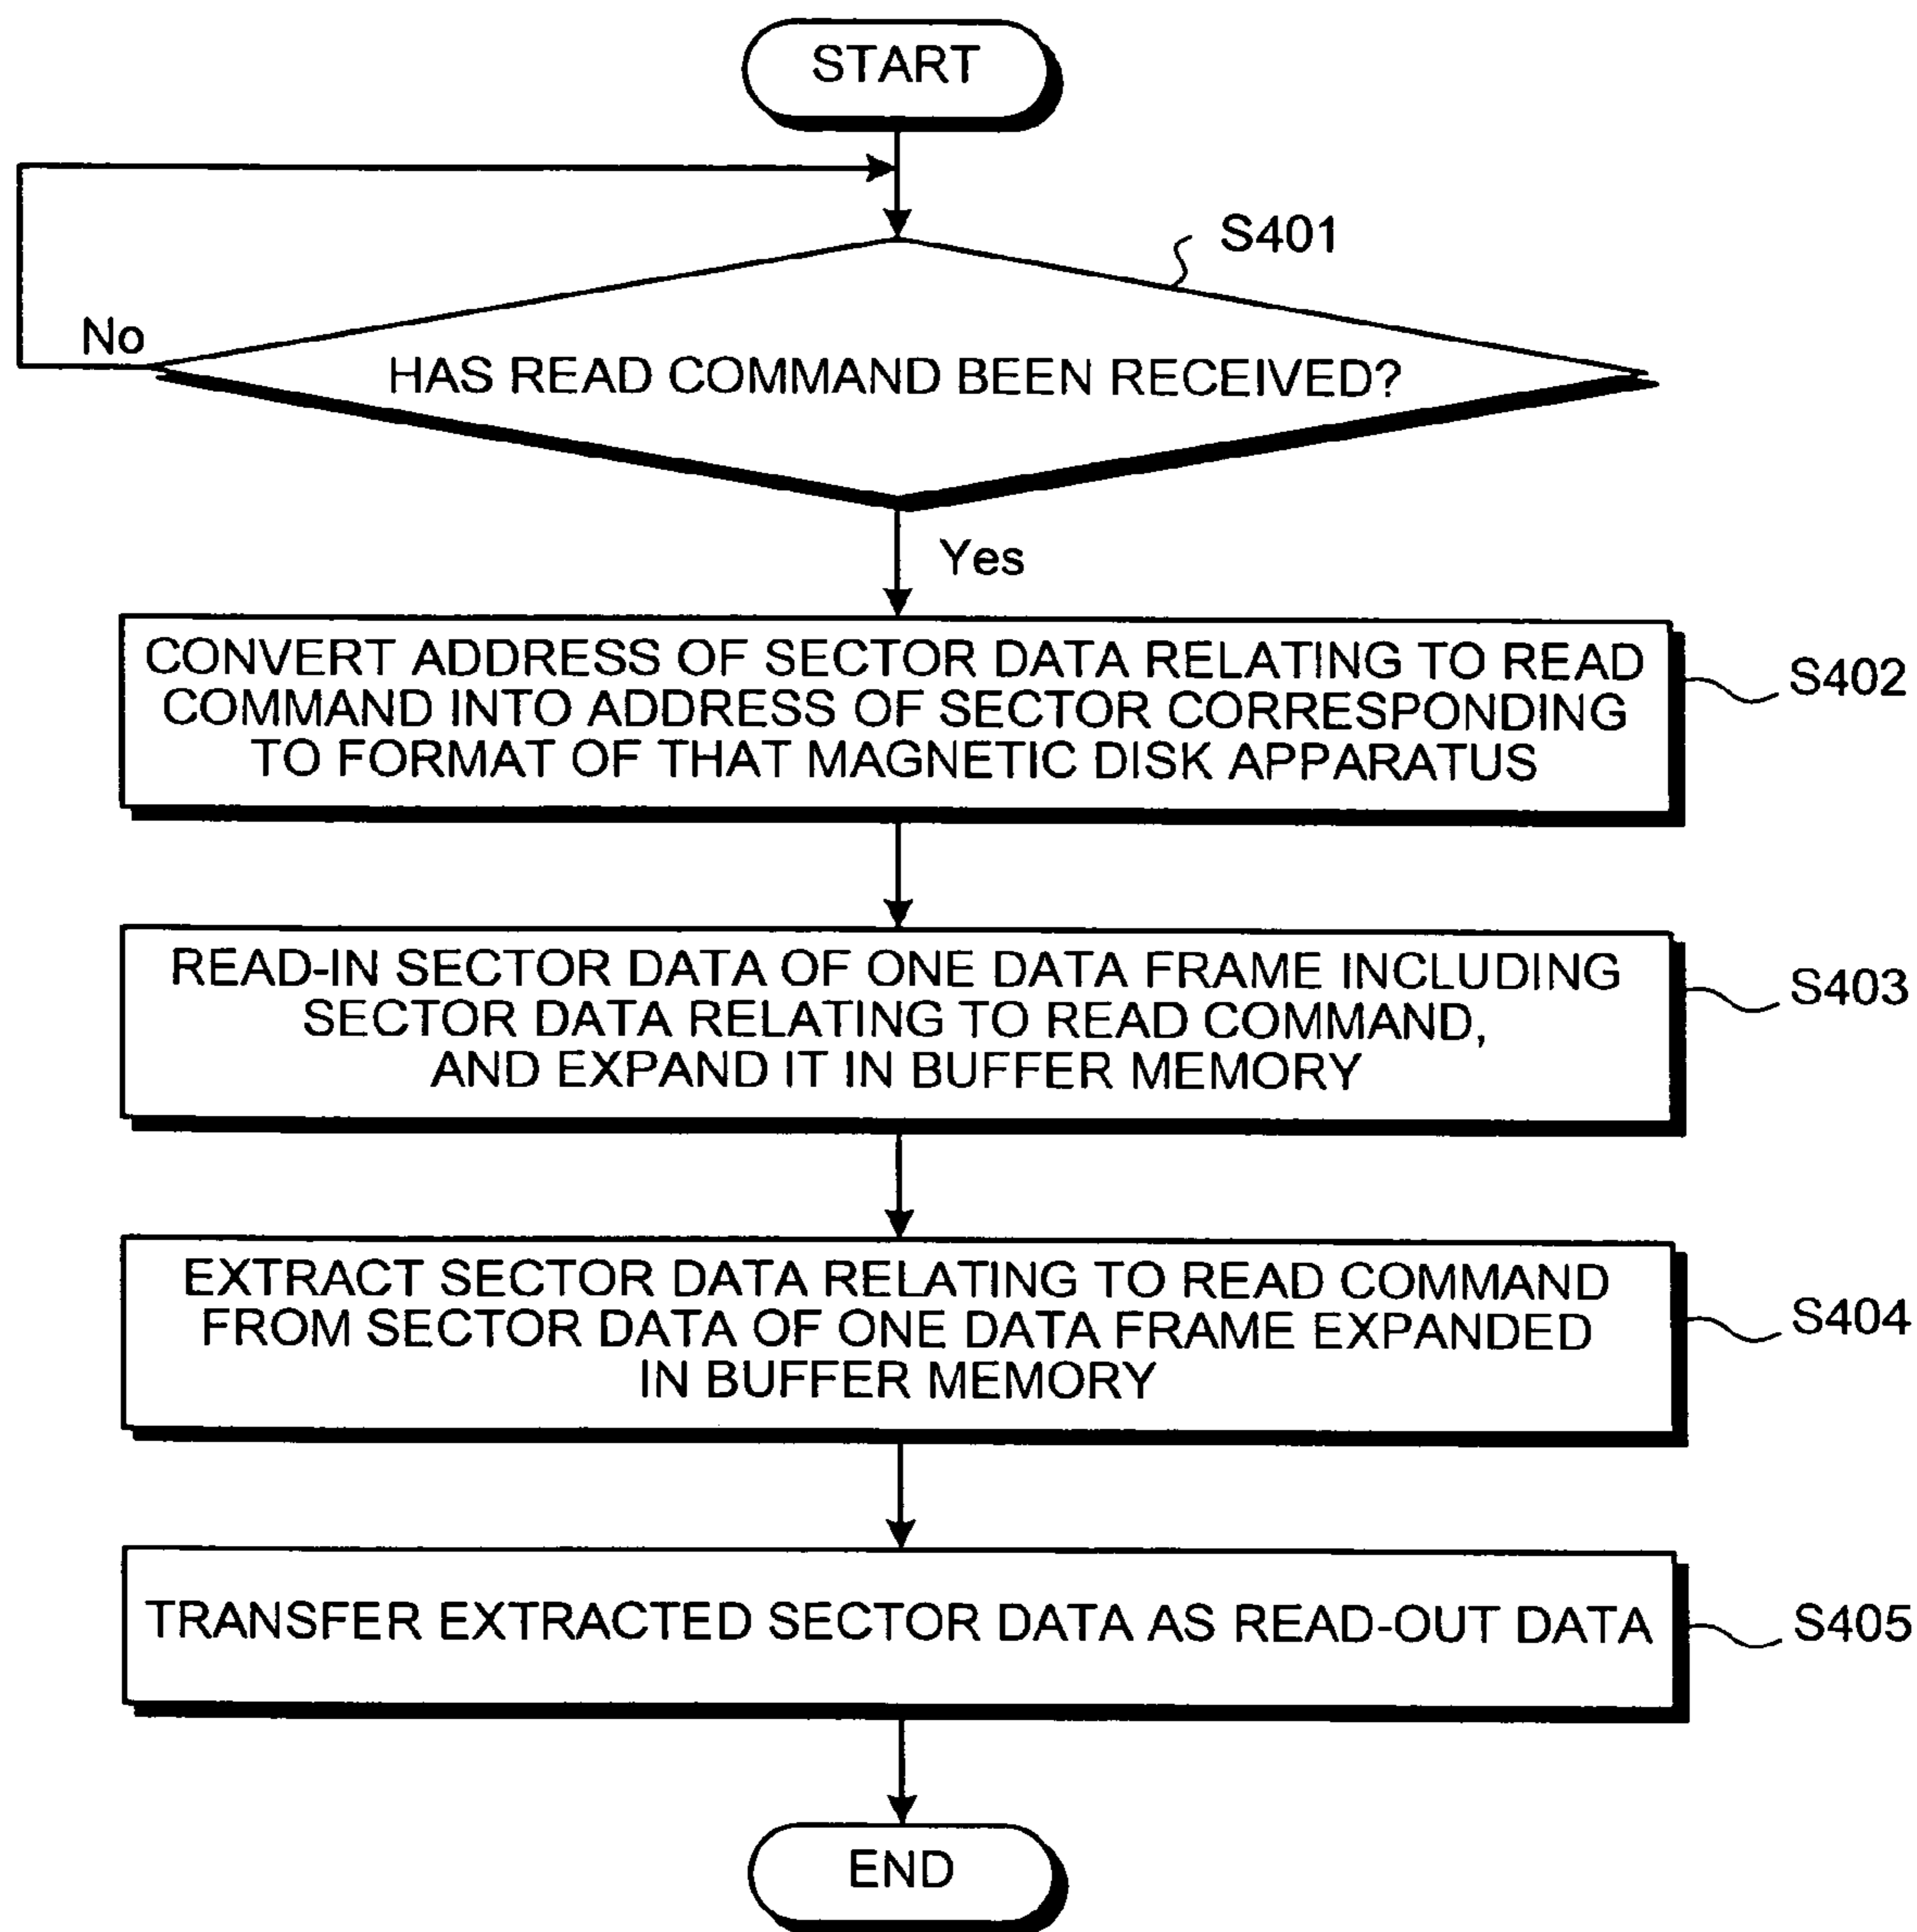 START
S401
No
HAS READ COMMAND BEEN RECEIVED?
Yes
CONVERT ADDRESS OF SECTOR DATA RELATING TO READ
COMMAND INTO ADDRESS OF SECTOR CORRESPONDING
TO FORMAT OF THAT MAGNETIC DISK APPARATUS
S402
READ-IN SECTOR DATA OF ONE DATA FRAME INCLUDING
SECTOR DATA RELATING TO READ COMMAND,
AND EXPAND IT IN BUFFER MEMORY
S403
EXTRACT SECTOR DATA RELATING TO READ COMMAND
FROM SECTOR DATA OF ONE DATA FRAME EXPANDED
IN BUFFER MEMORY
S404
TRANSFER EXTRACTED SECTOR DATA AS READ-OUT DATA
S405
END